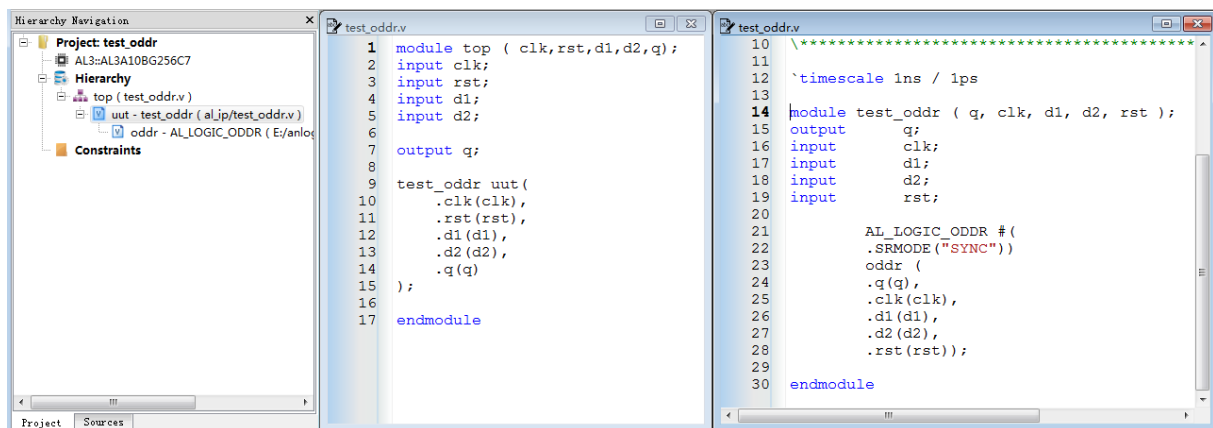 Hierarchy Navigation
Project: test_oddr
AL3::AL3A10BG256C7
Hierarchy
top ( test_oddr.v )
uut - test_oddr ( al_ip/test_oddr.v )
oddr - AL_LOGIC_ODDR ( E:/anlog
Constraints
Project Sources
test_oddr.v
1 module top ( clk,rst,d1,d2,q);
2 input clk;
3 input rst;
4 input d1;
5 input d2;
6
7 output q;
8
9 test_oddr uut(
10 .clk(clk),
11 .rst(rst),
12 .d1(d1),
13 .d2(d2),
14 .q(q)
15 );
16
17 endmodule
test_oddr.v
10 \******************************************
11
12 `timescale 1ns / 1ps
13
14 module test_oddr ( q, clk, d1, d2, rst );
15 output q;
16 input clk;
17 input d1;
18 input d2;
19 input rst;
20
21 AL_LOGIC_ODDR #(
22 .SRMODE("SYNC"))
23 oddr (
24 .q(q),
25 .clk(clk),
26 .d1(d1),
27 .d2(d2),
28 .rst(rst));
29
30 endmodule